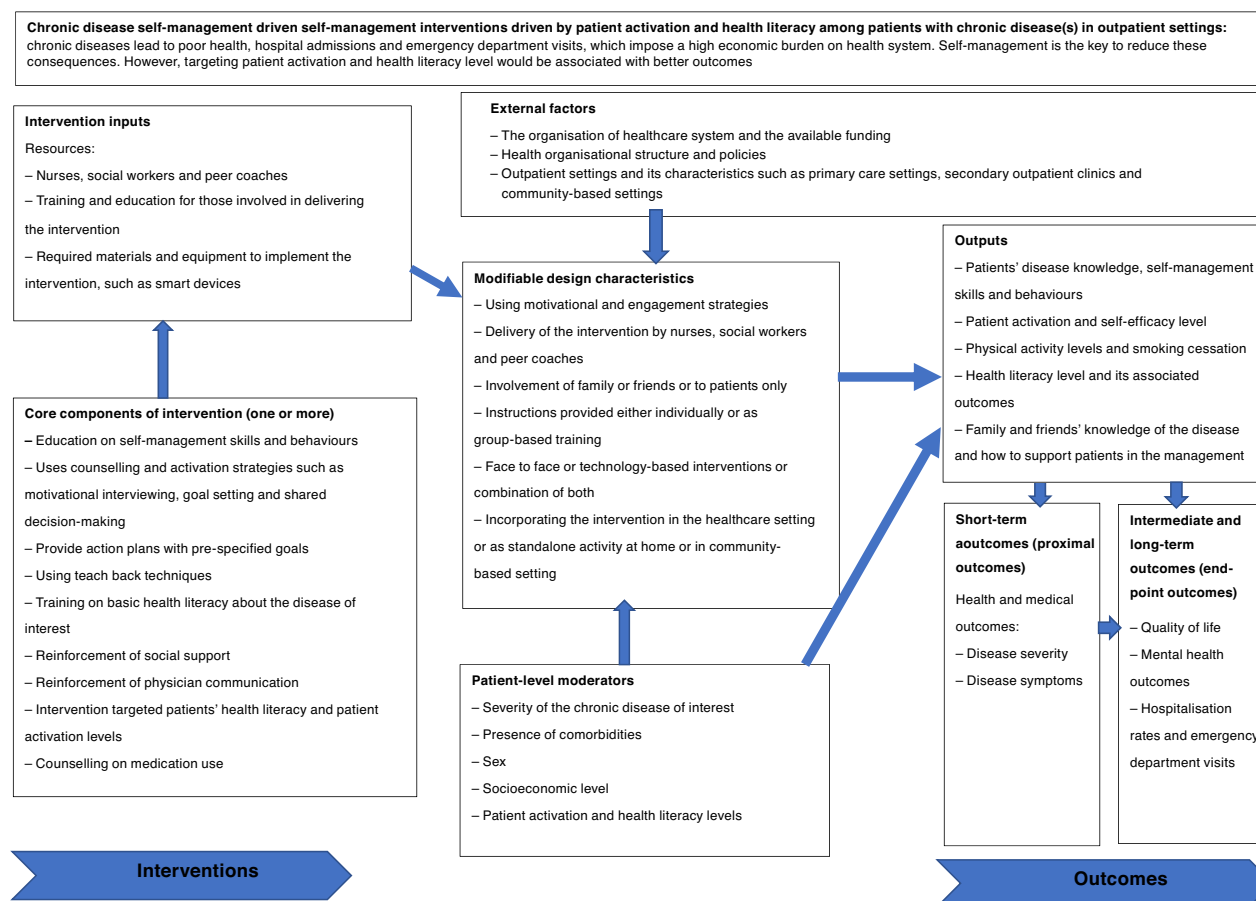 Chronic disease self-management driven self-management interventions driven by patient activation and health literacy among patients with chronic disease(s) in outpatient settings:
chronic diseases lead to poor health, hospital admissions and emergency department visits, which impose a high economic burden on health system. Self-management is the key to reduce these
consequences. However, targeting patient activation and health literacy level would be associated with better outcomes
Intervention inputs
Resources:
– Nurses, social workers and peer coaches
– Training and education for those involved in delivering
the intervention
– Required materials and equipment to implement the
intervention, such as smart devices
Core components of intervention (one or more)
– Education on self-management skills and behaviours
– Uses counselling and activation strategies such as
motivational interviewing, goal setting and shared
decision-making
– Provide action plans with pre-specified goals
– Using teach back techniques
– Training on basic health literacy about the disease of
interest
– Reinforcement of social support
– Reinforcement of physician communication
– Intervention targeted patients' health literacy and patient
activation levels
– Counselling on medication use
External factors
– The organisation of healthcare system and the available funding
– Health organisational structure and policies
– Outpatient settings and its characteristics such as primary care settings, secondary outpatient clinics and
community-based settings
Modifiable design characteristics
– Using motivational and engagement strategies
– Delivery of the intervention by nurses, social workers
and peer coaches
– Involvement of family or friends or to patients only
– Instructions provided either individually or as
group-based training
– Face to face or technology-based interventions or
combination of both
– Incorporating the intervention in the healthcare setting
or as standalone activity at home or in community-
based setting
Patient-level moderators
– Severity of the chronic disease of interest
– Presence of comorbidities
– Sex
– Socioeconomic level
– Patient activation and health literacy levels
Outputs
– Patients' disease knowledge, self-management
skills and behaviours
– Patient activation and self-efficacy level
– Physical activity levels and smoking cessation
– Health literacy level and its associated
outcomes
– Family and friends' knowledge of the disease
and how to support patients in the management
Short-term
aoutcomes (proximal
outcomes)
Health and medical
outcomes:
– Disease severity
– Disease symptoms
Intermediate and
long-term
outcomes (end-
point outcomes)
– Quality of life
– Mental health
outcomes
– Hospitalisation
rates and emergency
department visits
Interventions
Outcomes